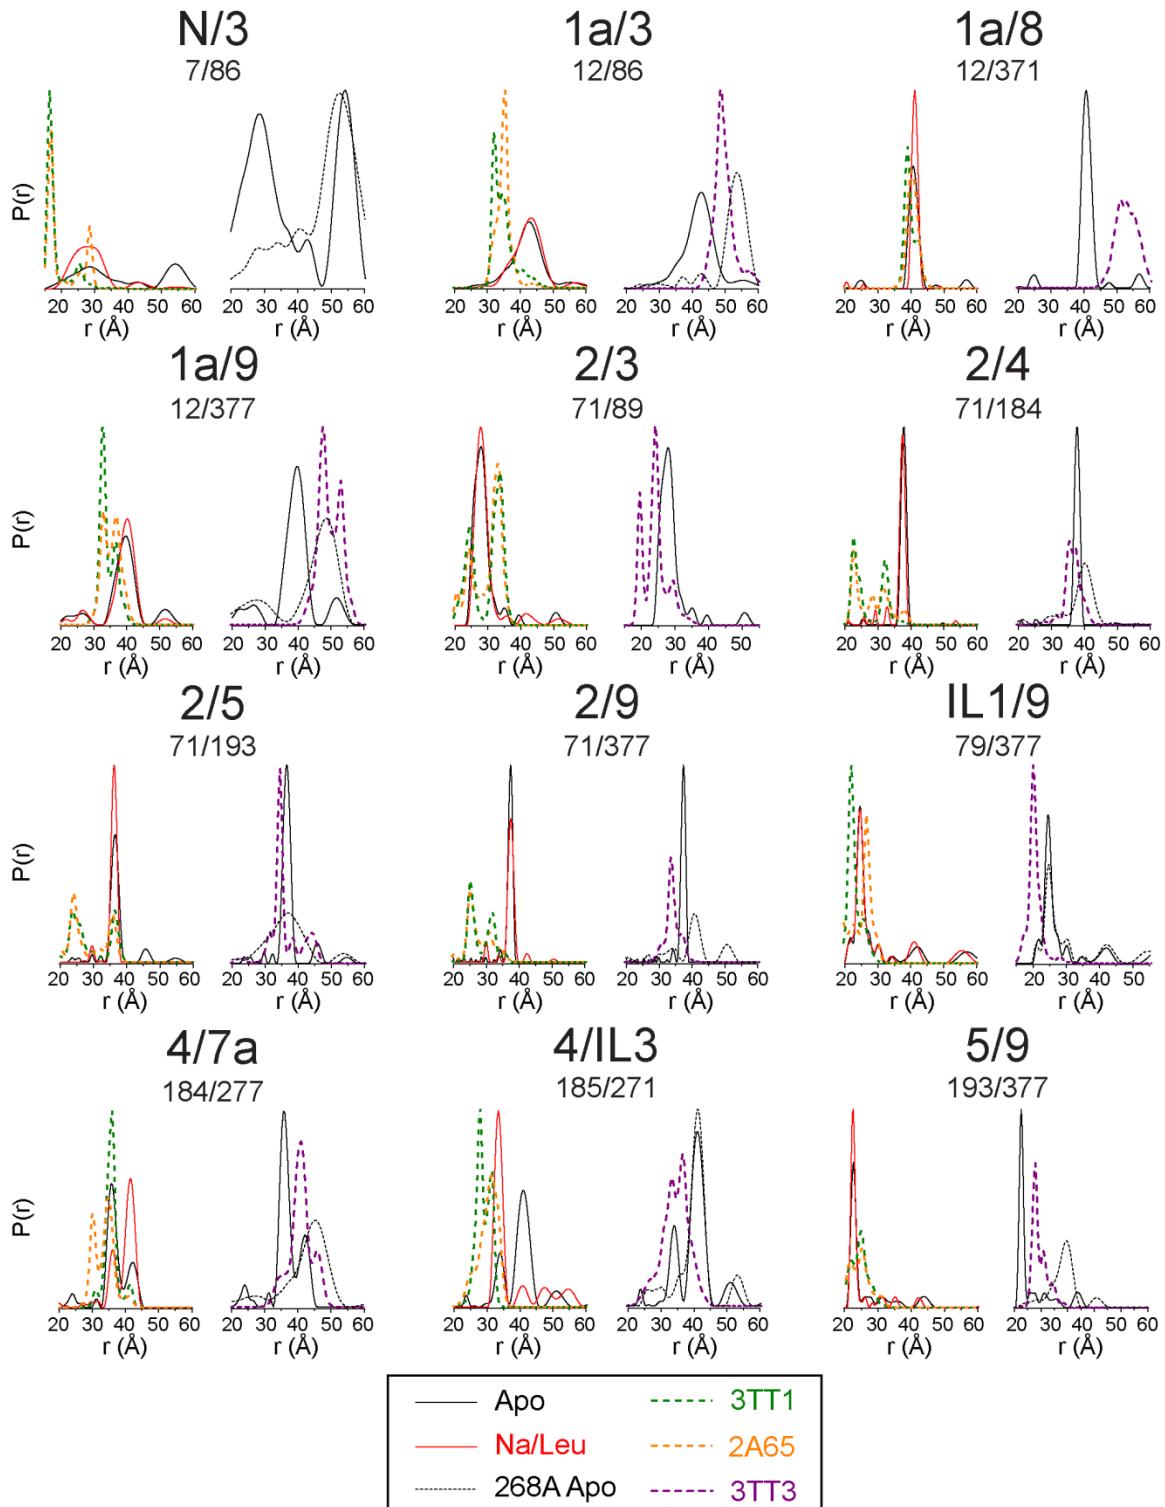 N/3 1a/3 1a/8
7/86 12/86 12/371
P(r)
20 30 40 50 60 20 30 40 50 60 20 30 40 50 60 20 30 40 50 60 20 30 40 50 60 20 30 40 50 60
r (Å) r (Å) r (Å) r (Å) r (Å) r (Å)
1a/9 2/3 2/4
12/377 71/89 71/184
P(r)
20 30 40 50 60 20 30 40 50 60 20 30 40 50 60 20 30 40 50 20 30 40 50 60 20 30 40 50 60
r (Å) r (Å) r (Å) r (Å) r (Å) r (Å)
2/5 2/9 IL1/9
71/193 71/377 79/377
P(r)
20 30 40 50 60 20 30 40 50 60 20 30 40 50 60 20 30 40 50 60 20 30 40 50 60 20 30 40 50
r (Å) r (Å) r (Å) r (Å) r (Å) r (Å)
4/7a 4/IL3 5/9
184/277 185/271 193/377
P(r)
20 30 40 50 60 20 30 40 50 60 20 30 40 50 60 20 30 40 50 60 20 30 40 50 60 20 30 40 50 60
r (Å) r (Å) r (Å) r (Å) r (Å) r (Å)
Apo 3TT1
Na/Leu 2A65
268A Apo 3TT3